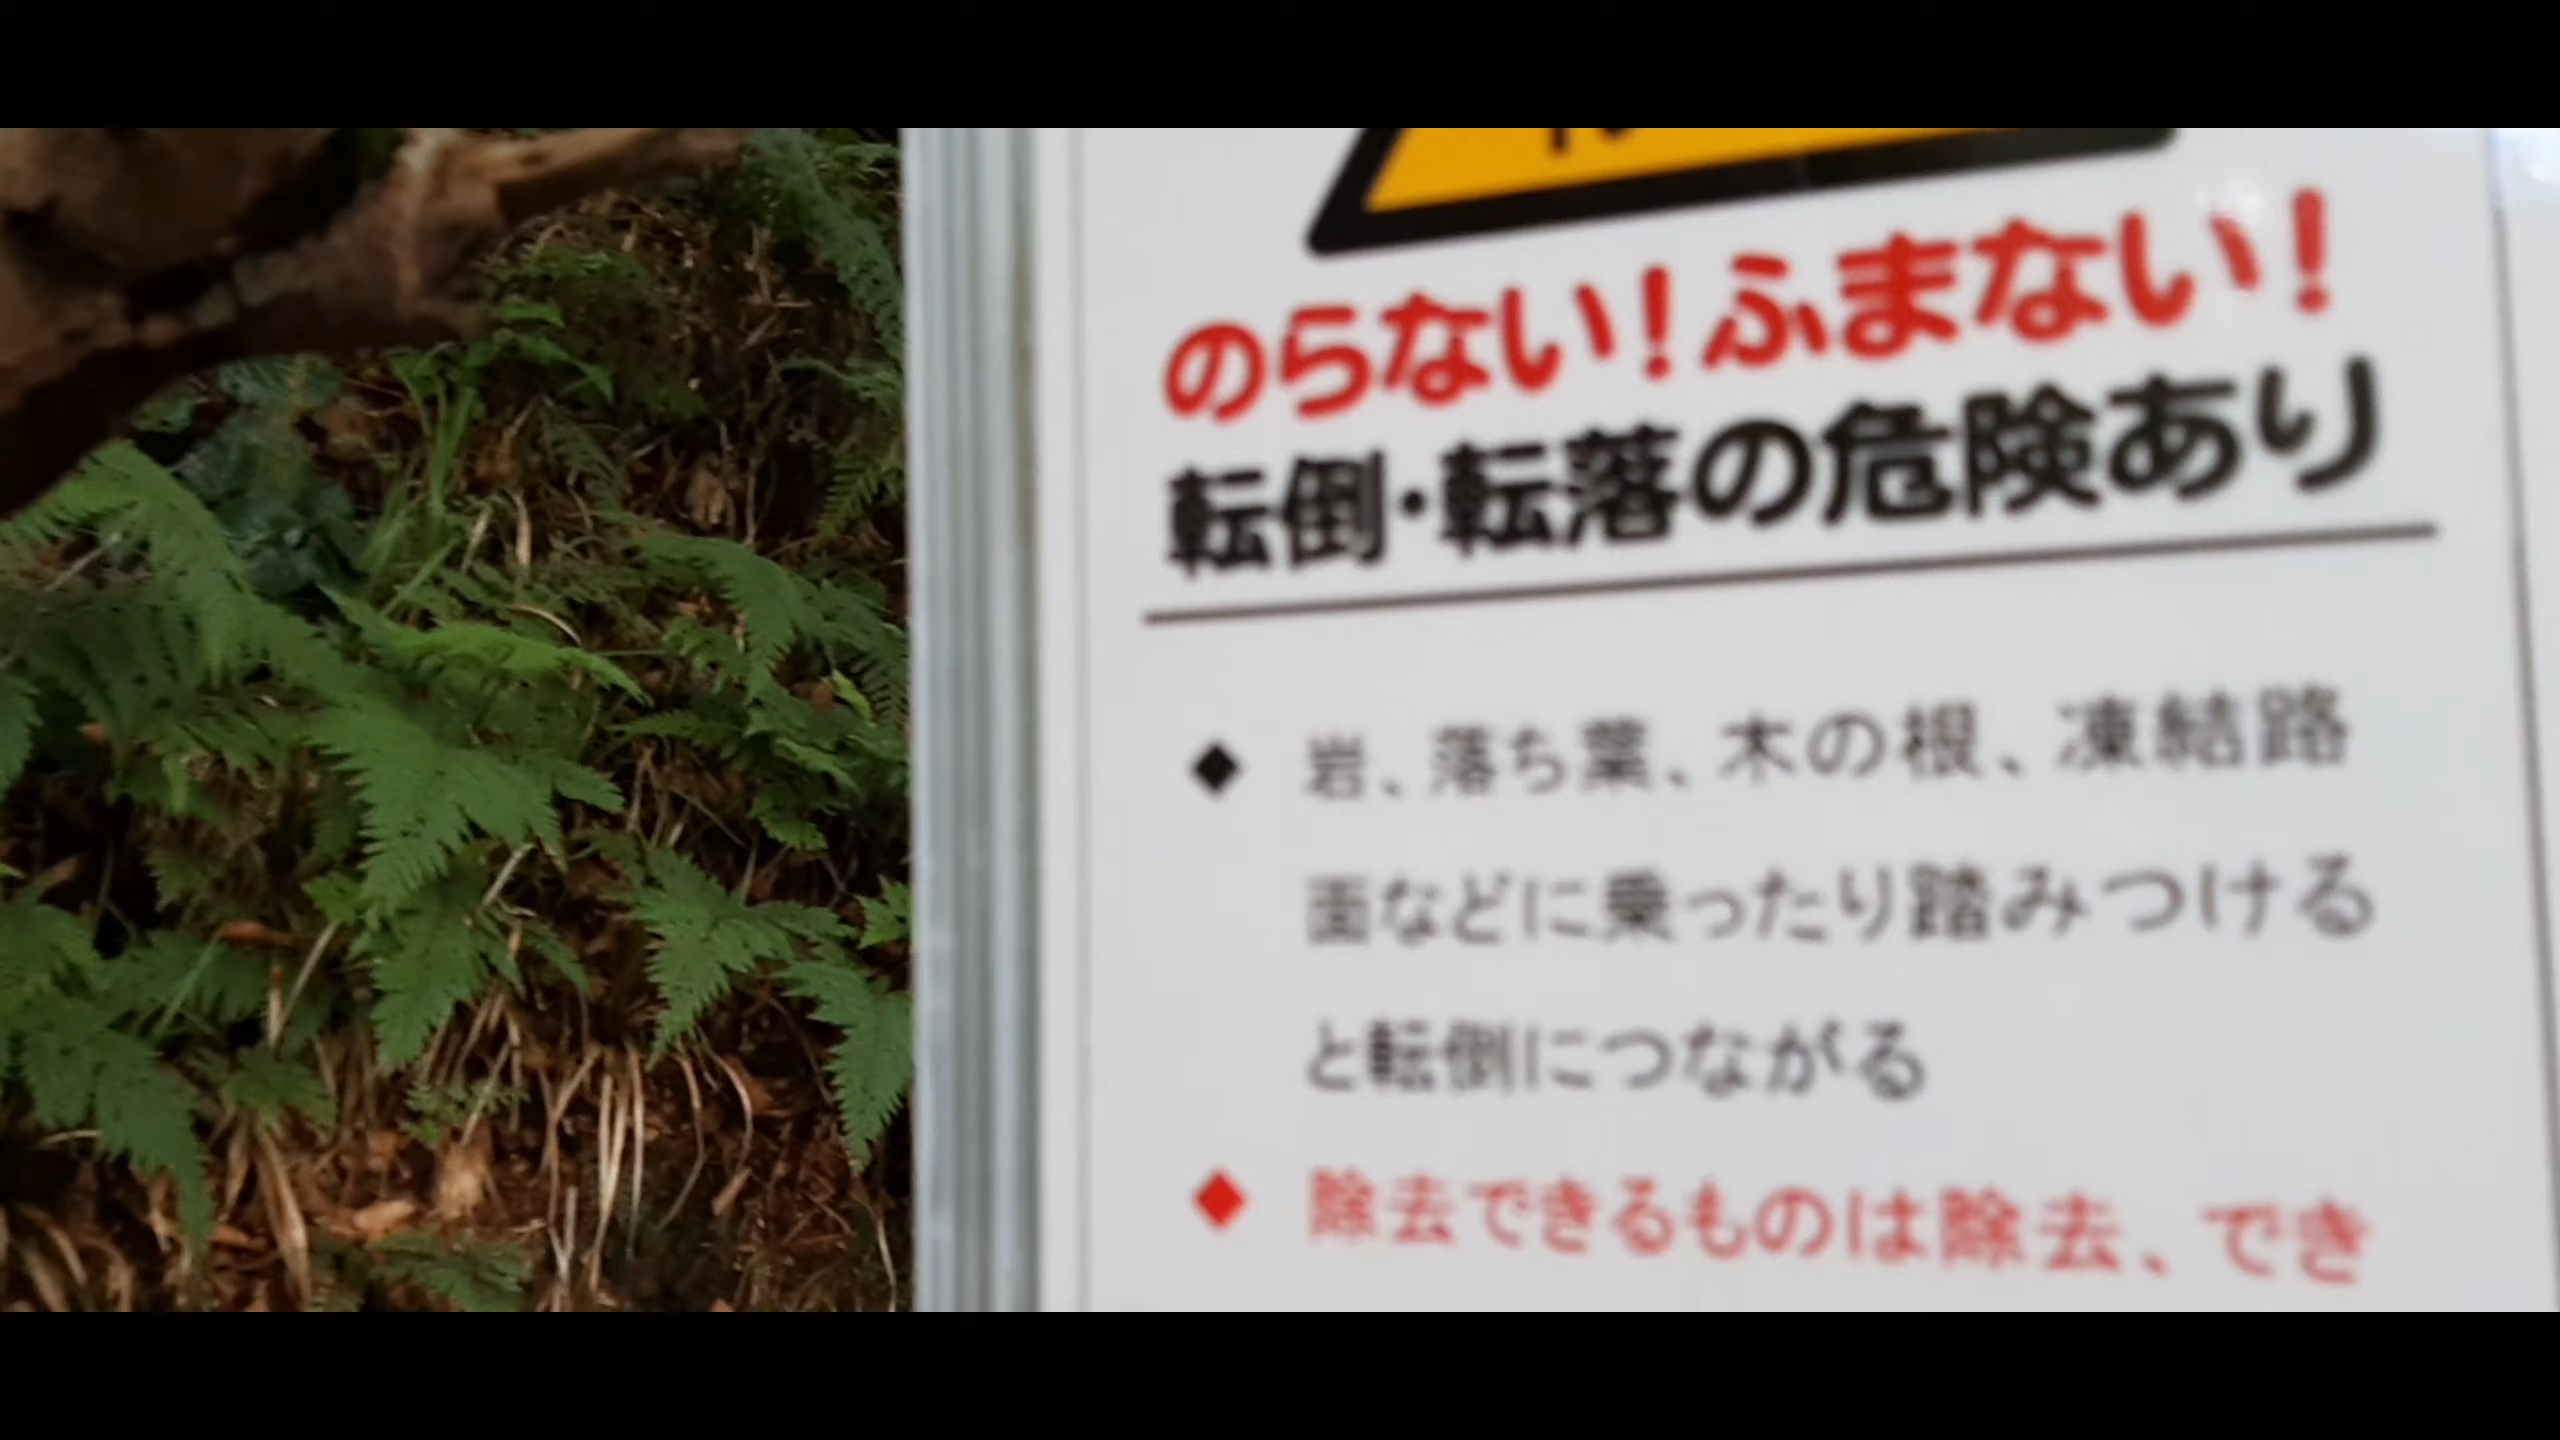 のらない!ふまない!
転倒・転落の危険あり
◆ 岩、落ち葉、木の根、凍結路
面などに乗ったり踏みつける
と転倒につながる
◆ 除去できるものは除去、でき